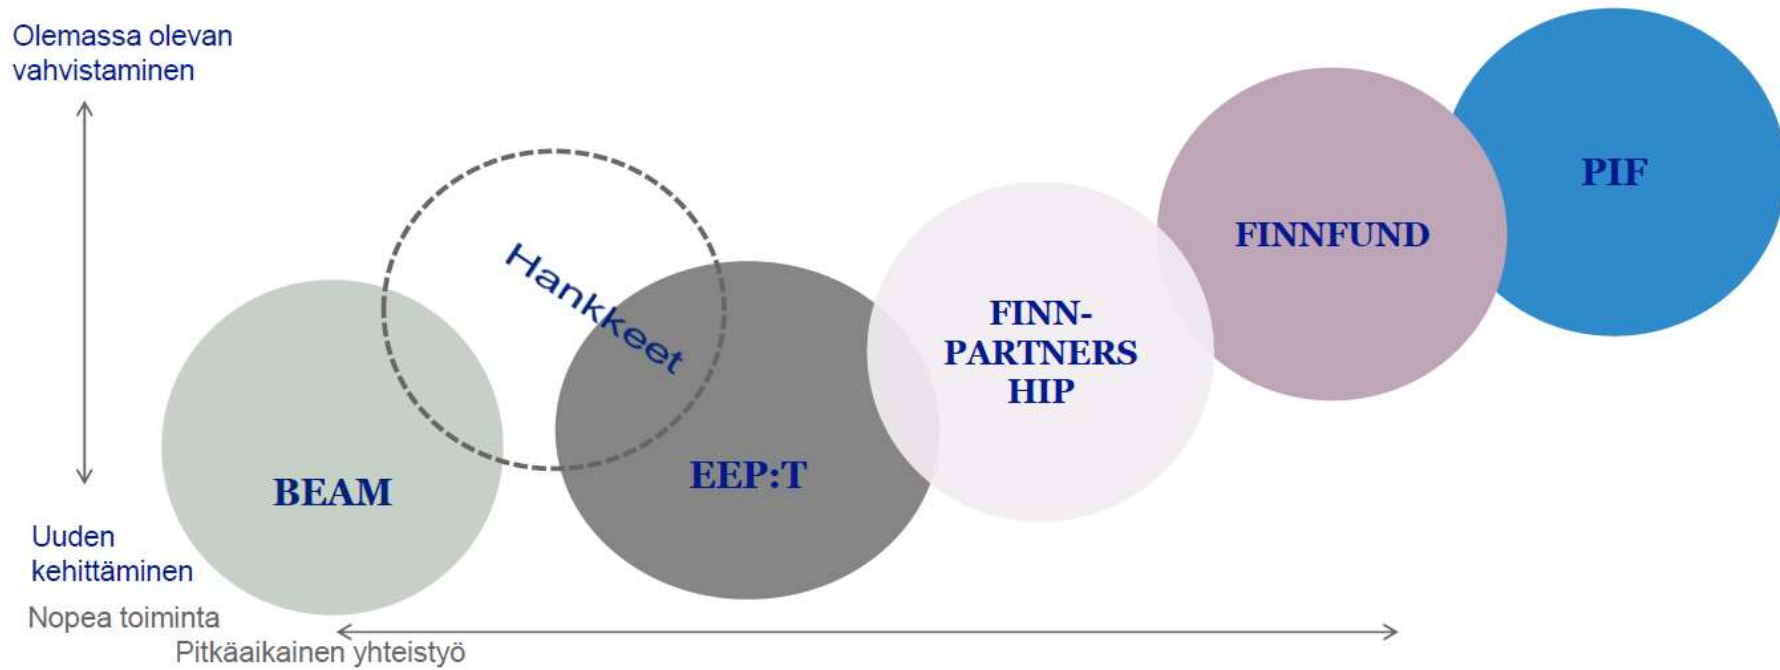 Olemassa olevan
vahvistaminen
PIF
FINNFUND
Hankkeet
FINN-
PARTNERS
HIP
EEP:T
BEAM
Uuden
kehittäminen
Nopea toiminta
Pitkäaikainen yhteistyö